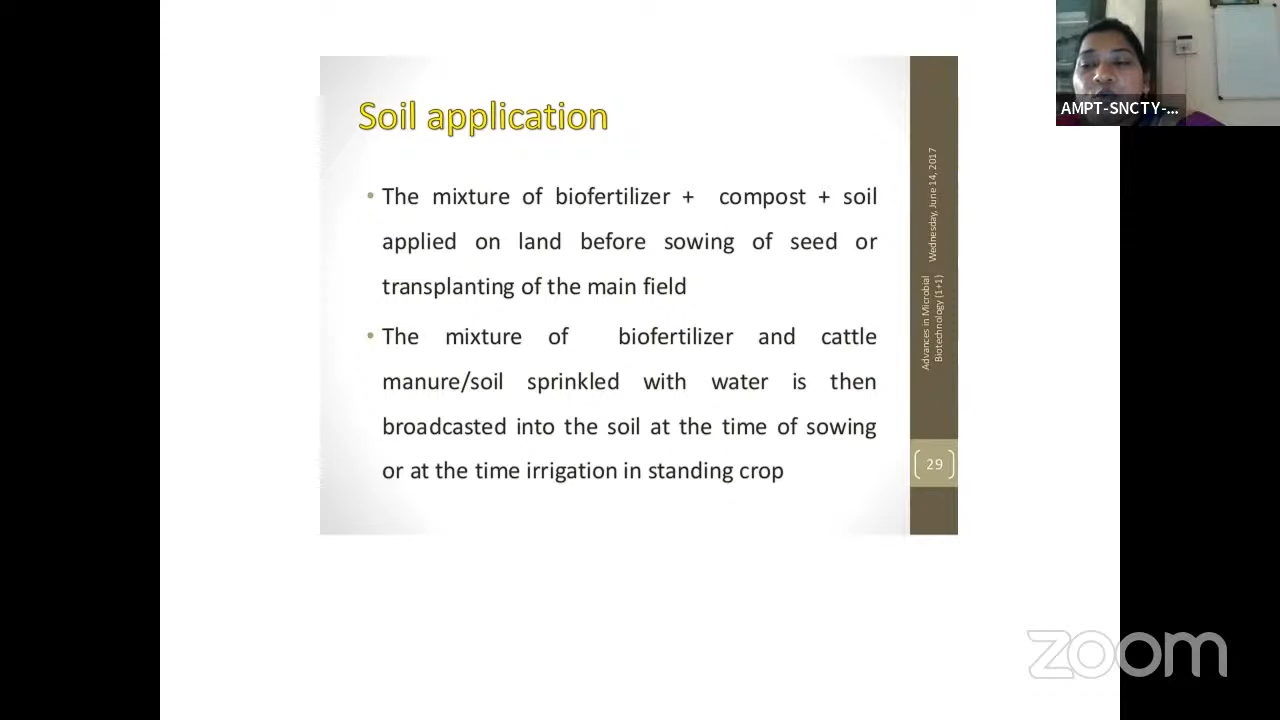 Soil application
• The mixture of biofertilizer + compost + soil
applied on land before sowing of seed or
transplanting of the main field
• The mixture of biofertilizer and cattle
manure/soil sprinkled with water is then
broadcasted into the soil at the time of sowing
or at the time irrigation in standing crop
Wednesday, June 14, 2017
Advances in Microbial
Biotechnology (1+1)
29
AMPT-SNCTY-...
zoom